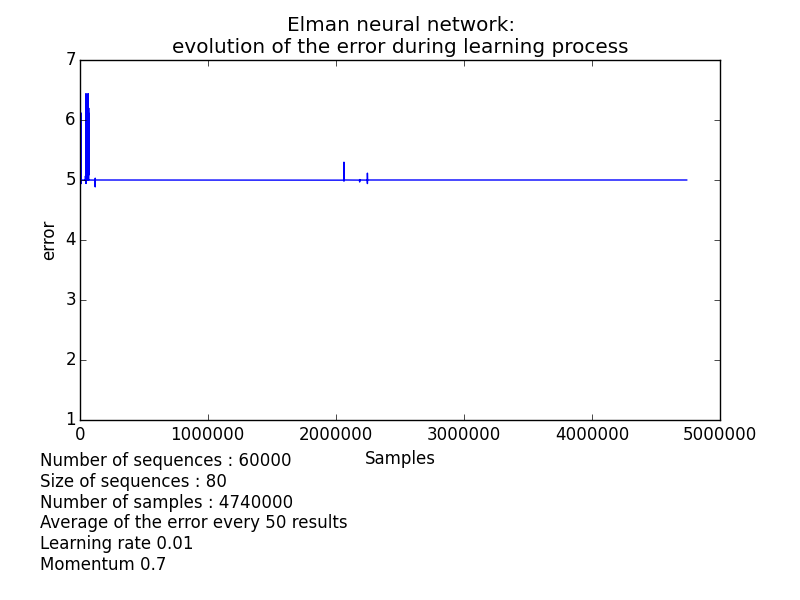 Elman neural network:
evolution of the error during learning process
7
6
5
4
3
2
1
error
0 1000000 2000000 3000000 4000000 5000000
Samples
Number of sequences : 60000
Size of sequences : 80
Number of samples : 4740000
Average of the error every 50 results
Learning rate 0.01
Momentum 0.7